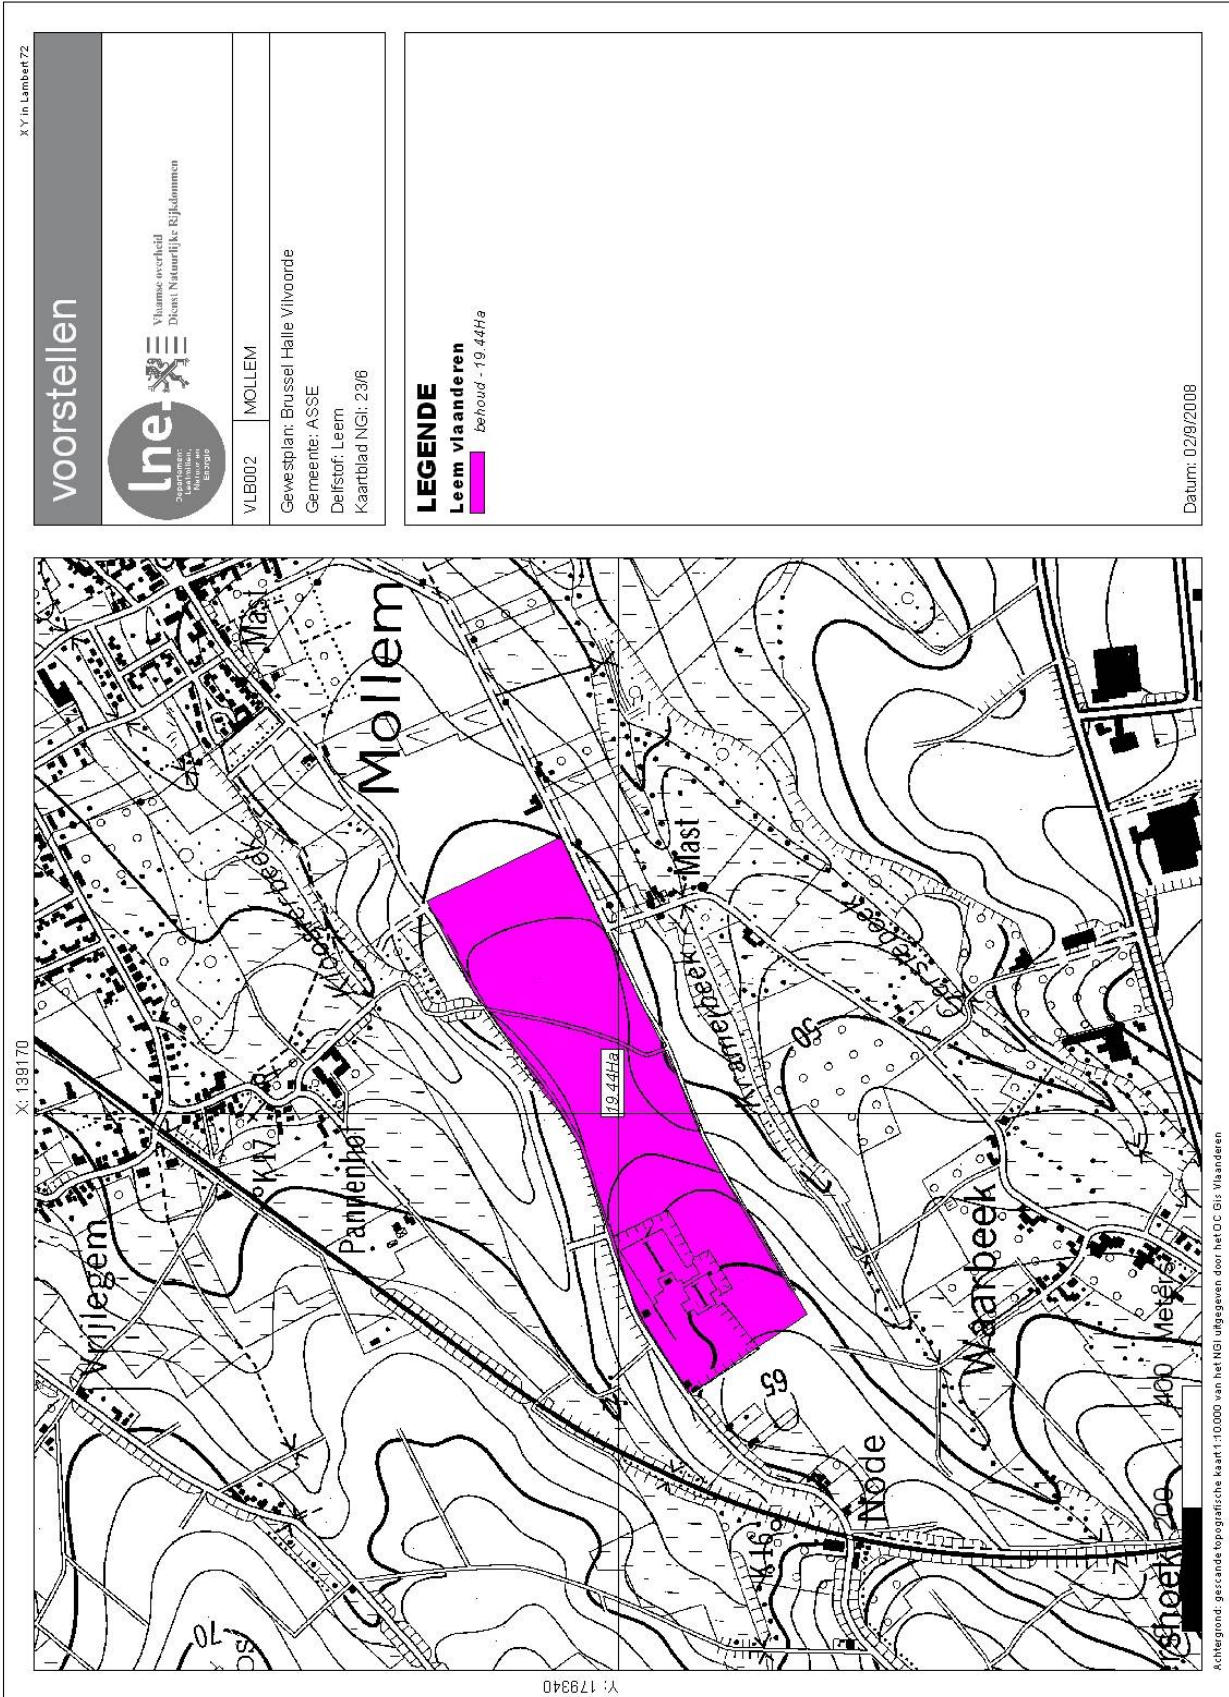 X Y in Lambert 72
voorstellen
lne
Departement
Leefmilieu,
Natuur en
Energie
Vlaamse overheid
Dienst Natuurlijke Rijkdommen
VLB002 MOLLEM
Gewestplan: Brussel Halle Vilvoorde
Gemeente: ASSE
Delfstof: Leem
Kaartblad NGI: 23/6
LEGENDE
Leem vlaanderen
behoud - 19.44Ha
Datum: 02/9/2008
X: 139170
Y: 179340
Vrijlegem
K17
Pannenhof
Mast
Mollem
19.44Ha
Mast
50
Waarbeek
65
Node
K16
70
shoek
200 400 Meters
Achtergrond: gescande topografische kaart 1:10.000 van het NGI uitgegeven door het OC Gis Vlaanderen